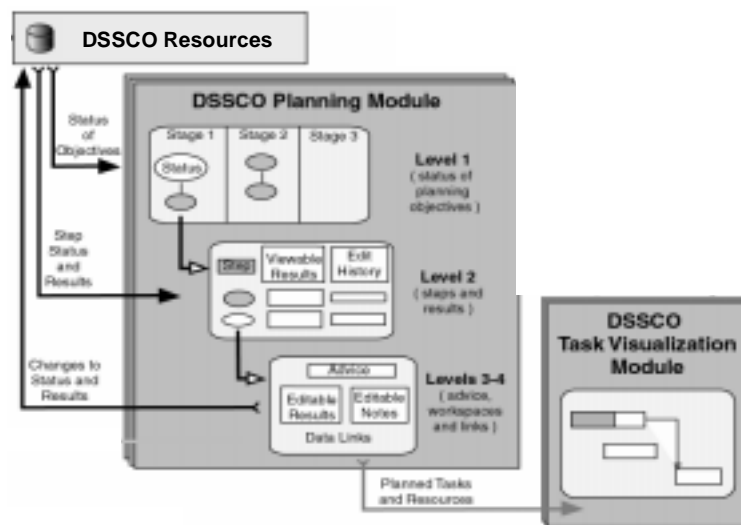 DSSCO Resources
DSSCO Planning Module
Status
of
Objectives
Stage 1
Stage 2
Stage 3
Status
Level 1
( status of
planning
objectives )
Step
Status
and
Results
Step
Viewable
Results
Edit
History
Level 2
( steps and
results )
Changes to
Status and
Results
Advice
Editable
Results
Editable
Notes
Data Links
Levels 3-4
( advice,
workspaces
and links )
Planned Tasks
and Resources
DSSCO
Task Visualization
Module